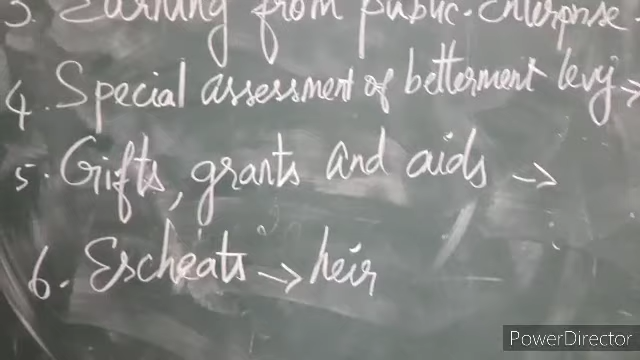 3. Earning from public-enterprise
4. Special assessment of betterment levy →
5. Gifts, grants and aids →
6. Escheats → heir
PowerDirector